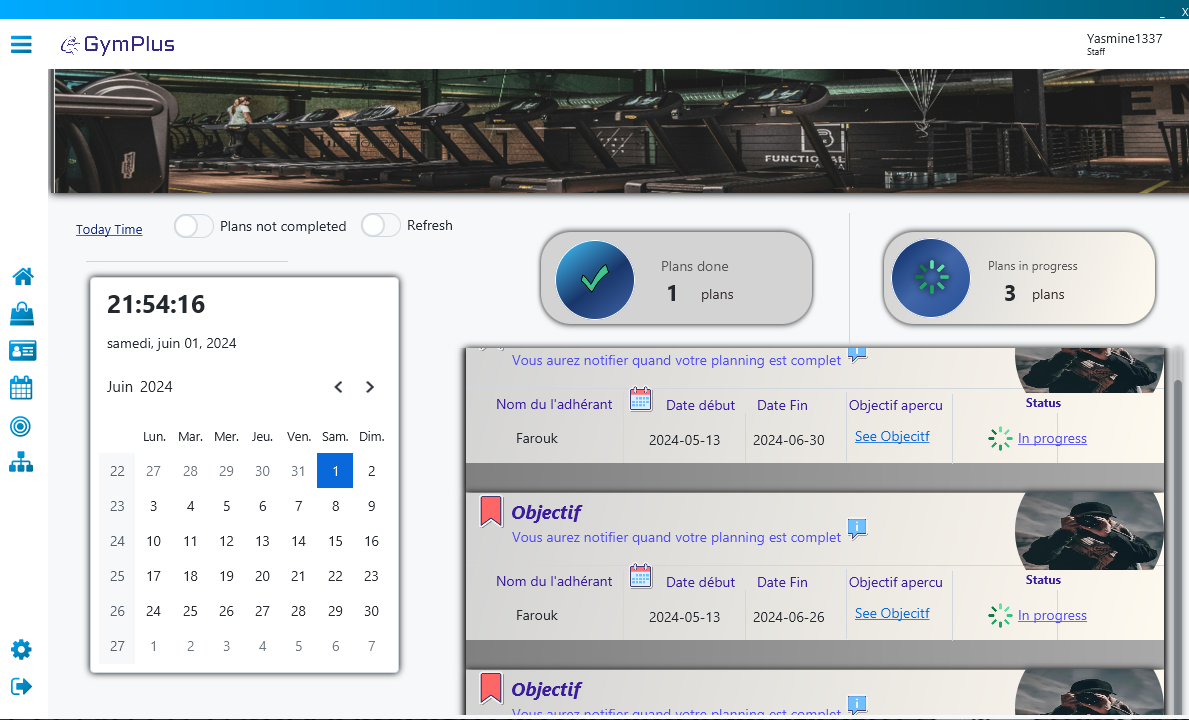 _ X
GymPlus
Yasmine1337
Staff
FUNCTIONAL
Today Time
Plans not completed
Refresh
Plans done
1 plans
Plans in progress
3 plans
21:54:16
samedi, juin 01, 2024
Juin 2024
Lun. Mar. Mer. Jeu. Ven. Sam. Dim.
22 27 28 29 30 31 1 2
23 3 4 5 6 7 8 9
24 10 11 12 13 14 15 16
25 17 18 19 20 21 22 23
26 24 25 26 27 28 29 30
27 1 2 3 4 5 6 7
Vous aurez notifier quand votre planning est complet
Nom du l'adhérant Date début Date Fin Objectif apercu Status
Farouk 2024-05-13 2024-06-30 See Objecitf In progress
Objectif
Vous aurez notifier quand votre planning est complet
Nom du l'adhérant Date début Date Fin Objectif apercu Status
Farouk 2024-05-13 2024-06-26 See Objecitf In progress
Objectif
Vous aurez notifier quand votre planning est complet